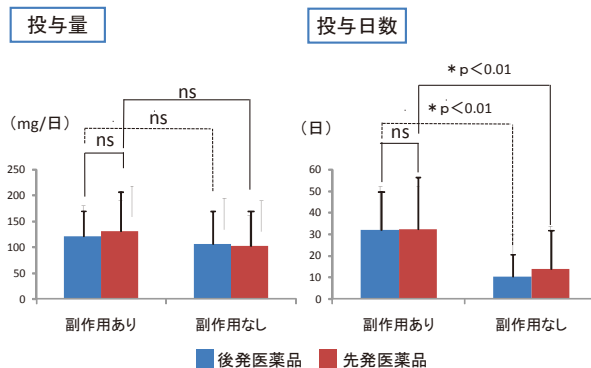 投与量
投与日数
(mg/日)
ns
ns
ns
250
200
150
100
50
0
副作用あり
副作用なし
(日)
＊p＜0.01
＊p＜0.01
ns
60
50
40
30
20
10
0
副作用あり
副作用なし
後発医薬品
先発医薬品